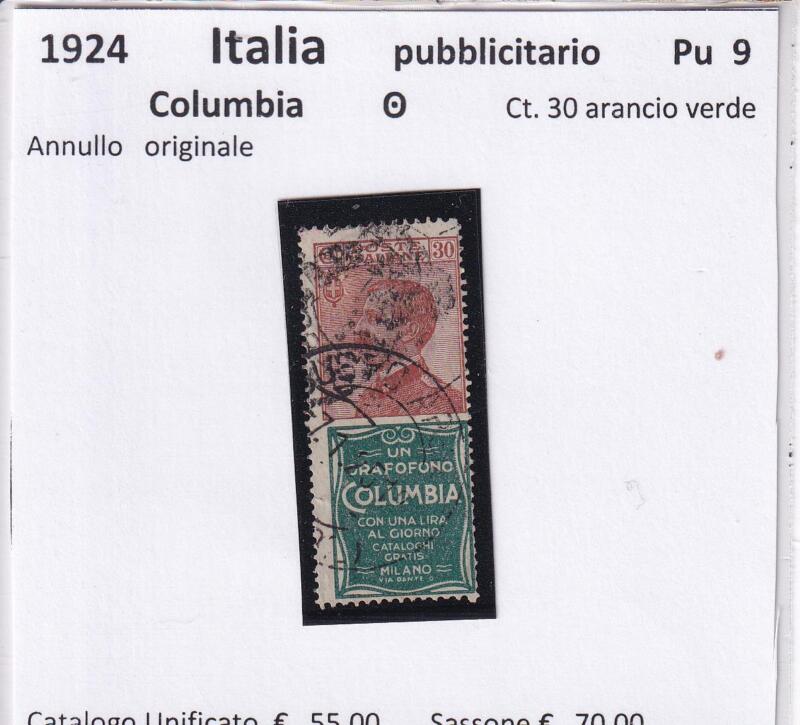 1924 Italia pubblicitario Pu 9
Columbia ʘ Ct. 30 arancio verde
Annullo originale
POSTE 30
UN
GRAFOFONO
COLUMBIA
CON UNA LIRA
AL GIORNO
CATALOGHI
GRATIS
MILANO
VIA DANTE 9
Catalogo Unificato € 55,00 Sassone € 70,00